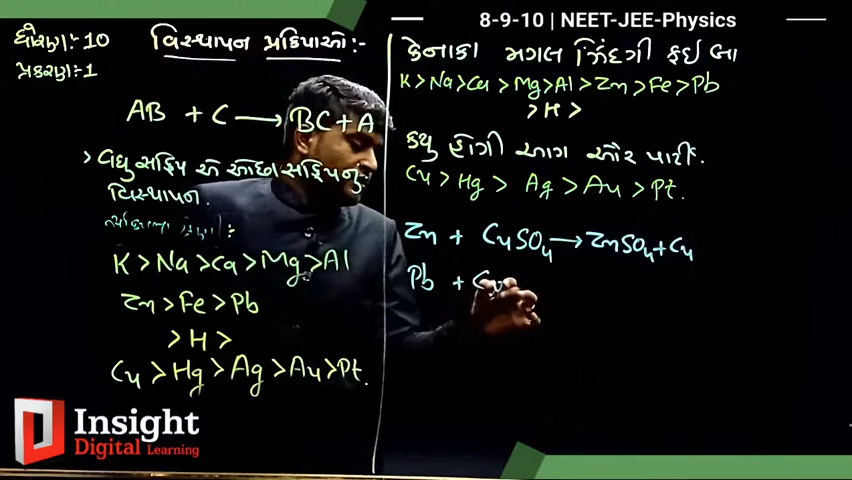 8-9-10 | NEET-JEE-Physics
ધોરણ: 10
પ્રકરણ: 1
વિસ્થાપન પ્રક્રિયાઓ :-
AB + C ⟶ BC + A
> વધુ સક્રિય એ ઓછા સક્રિયનું
વિસ્થાપન.
K > Na > Ca > Mg > Al
Zn > Fe > Pb
> H >
Cu > Hg > Ag > Au > Pt.
કેનાકા મગલ ઝિંદગી ફઇ બા
K > Na > Ca > Mg > Al > Zn > Fe > Pb
> H >
કયુ હોગી આગ ઔર પાર્ટી.
Cu > Hg > Ag > Au > Pt.
Zn + CuSO4 ⟶ ZnSO4 + Cu
Pb + Cu
Insight
Digital Learning